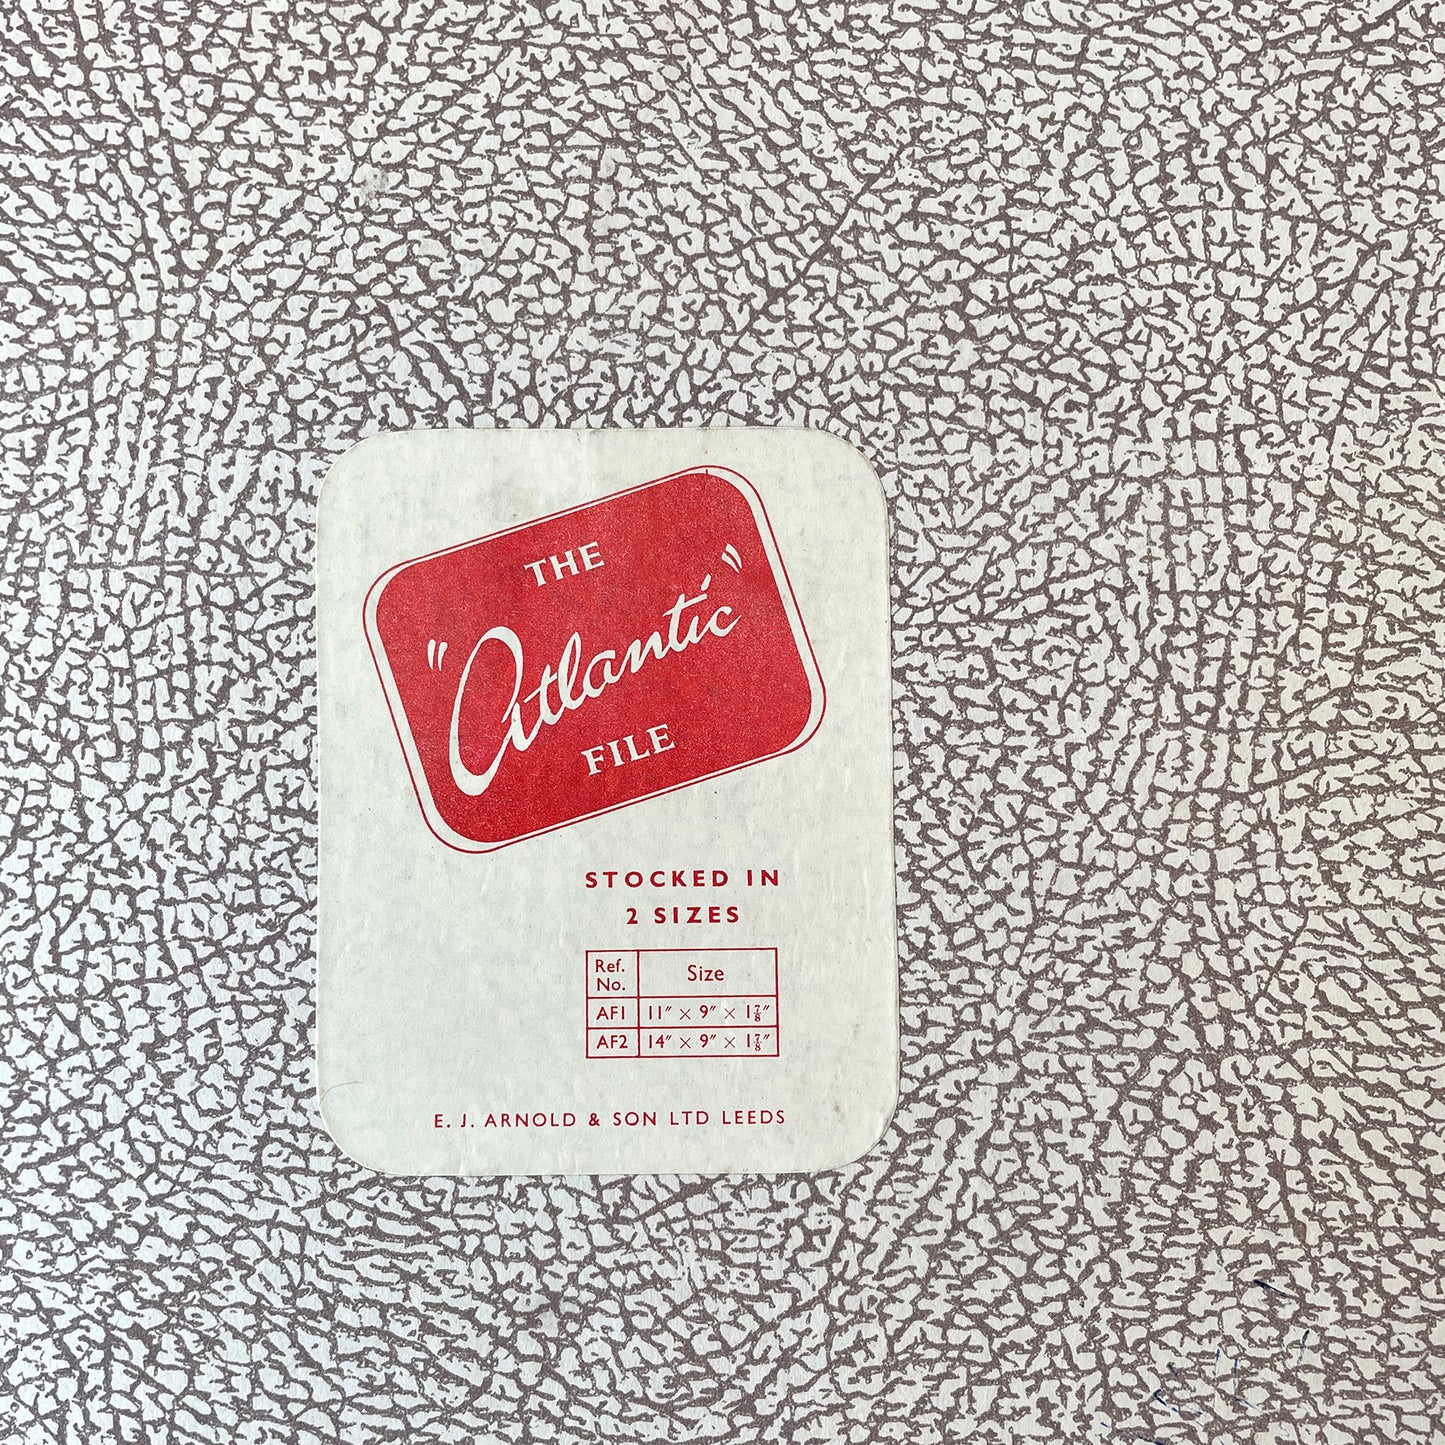 THE
"Atlantic"
FILE
STOCKED IN
2 SIZES
Ref. No. Size
AF1 11″ × 9″ × 1⅞″
AF2 14″ × 9″ × 1⅞″
E. J. ARNOLD & SON LTD LEEDS